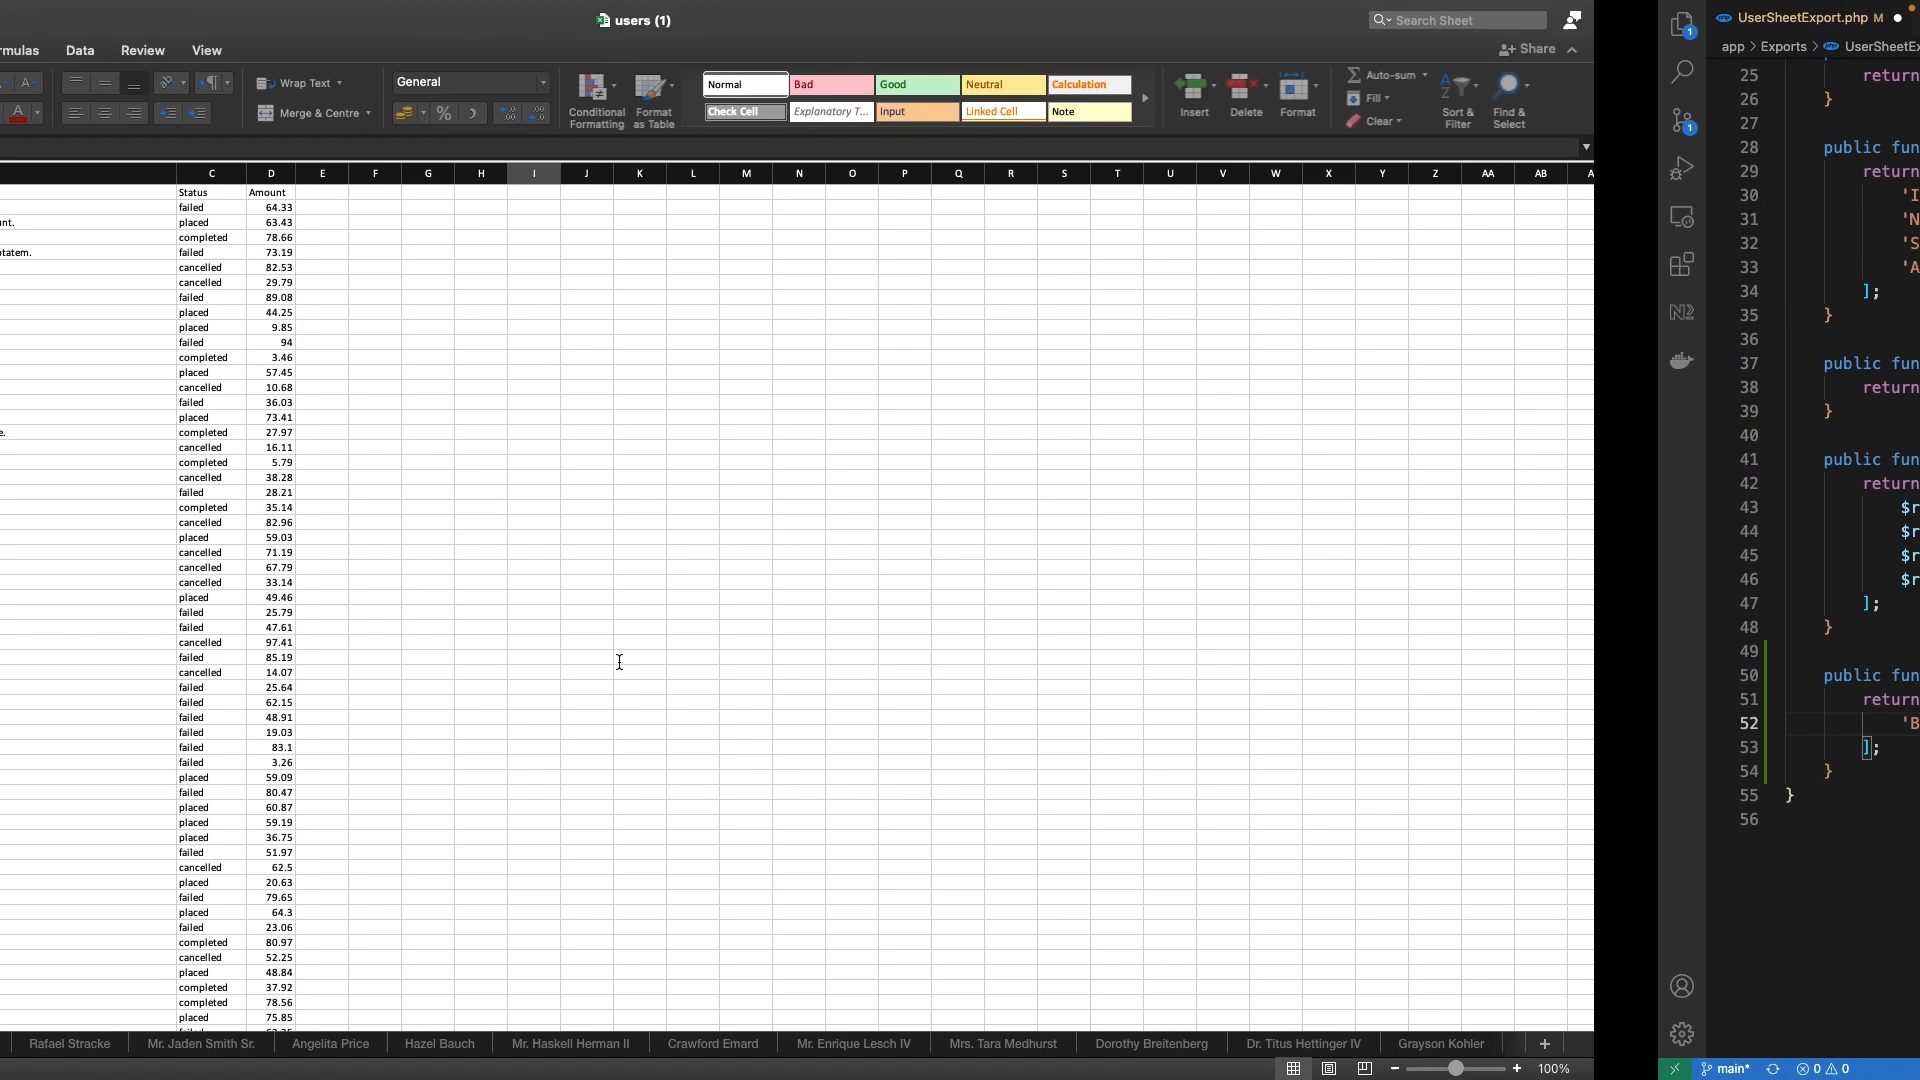 users (1)
Search Sheet
rmulas Data Review View
Share
Wrap Text
General
Merge & Centre
Conditional Formatting
Format as Table
Normal Bad Good Neutral Calculation
Check Cell Explanatory T... Input Linked Cell Note
Insert Delete Format
Auto-sum
Fill
Clear
Sort & Filter
Find & Select
C D E F G H I J K L M N O P Q R S T U V W X Y Z AA AB A
Status Amount
failed 64.33
unt. placed 63.43
completed 78.66
ptatem. failed 73.19
cancelled 82.53
cancelled 29.79
failed 89.08
placed 44.25
placed 9.85
failed 94
completed 3.46
placed 57.45
cancelled 10.68
failed 36.03
placed 73.41
e. completed 27.97
cancelled 16.11
completed 5.79
cancelled 38.28
failed 28.21
completed 35.14
cancelled 82.96
placed 59.03
cancelled 71.19
cancelled 67.79
cancelled 33.14
placed 49.46
failed 25.79
failed 47.61
cancelled 97.41
failed 85.19
cancelled 14.07
failed 25.64
failed 62.15
failed 48.91
failed 19.03
failed 83.1
failed 3.26
placed 59.09
failed 80.47
placed 60.87
placed 59.19
placed 36.75
failed 51.97
cancelled 62.5
placed 20.63
failed 79.65
placed 64.3
failed 23.06
completed 80.97
cancelled 52.25
placed 48.84
completed 37.92
completed 78.56
placed 75.85
Rafael Stracke Mr. Jaden Smith Sr. Angelita Price Hazel Bauch Mr. Haskell Herman II Crawford Emard Mr. Enrique Lesch IV Mrs. Tara Medhurst Dorothy Breitenberg Dr. Titus Hettinger IV Grayson Kohler +
100%
UserSheetExport.php M
app > Exports > UserSheetEx
25 return
26 }
27
28 public fun
29 return
30 'I
31 'N
32 'S
33 'A
34 ];
35 }
36
37 public fun
38 return
39 }
40
41 public fun
42 return
43 $r
44 $r
45 $r
46 $r
47 ];
48 }
49
50 public fun
51 return
52 'B
53 ];
54 }
55 }
56
main* 0 0